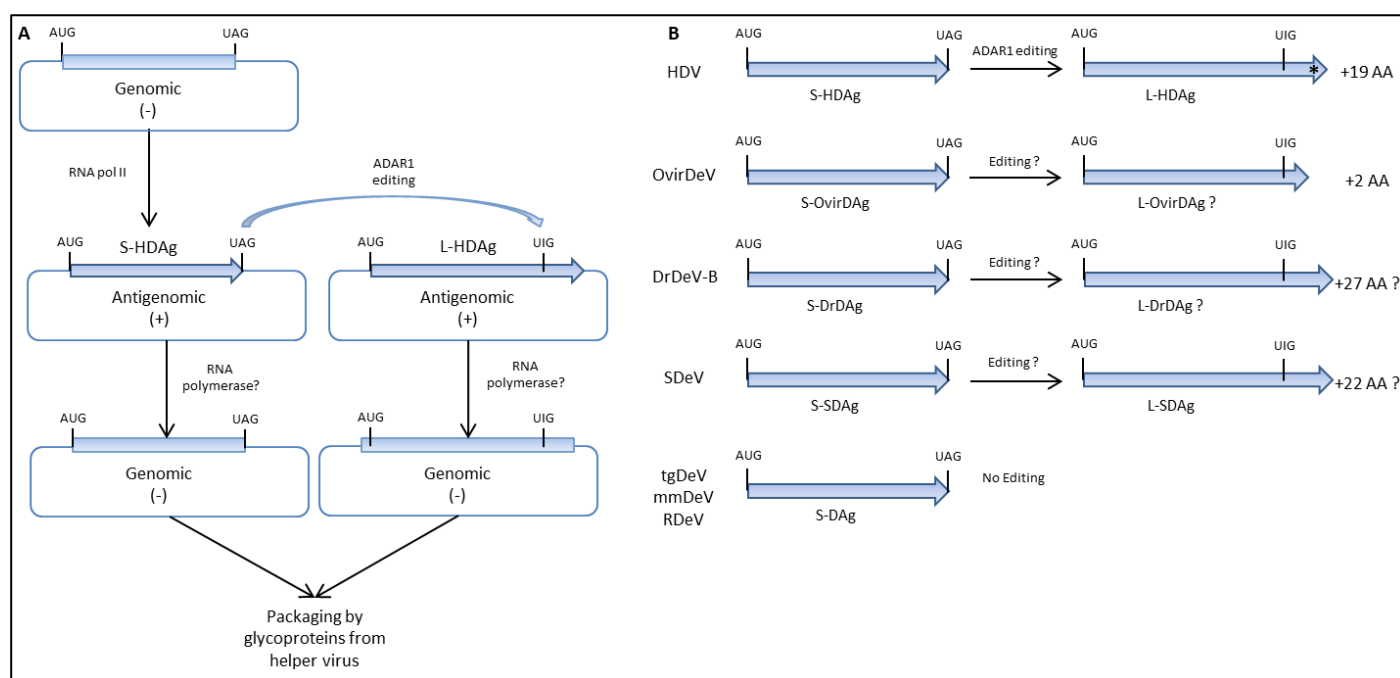 A
AUG UAG
Genomic
(-)
RNA pol II
ADAR1
editing
AUG S-HDAg UAG
AUG L-HDAg UIG
Antigenomic
(+)
Antigenomic
(+)
RNA
polymerase?
RNA
polymerase?
AUG UAG
AUG UIG
Genomic
(-)
Genomic
(-)
Packaging by
glycoproteins from
helper virus
B
HDV
AUG UAG
S-HDAg
ADAR1 editing
AUG UIG
*
L-HDAg
+19 AA
OvirDeV
AUG UAG
S-OvirDAg
Editing ?
AUG UIG
L-OvirDAg ?
+2 AA
DrDeV-B
AUG UAG
S-DrDAg
Editing ?
AUG UIG
L-DrDAg ?
+27 AA ?
SDeV
AUG UAG
S-SDAg
Editing ?
AUG UIG
L-SDAg
+22 AA ?
tgDeV
mmDeV
RDeV
AUG UAG
S-DAg
No Editing